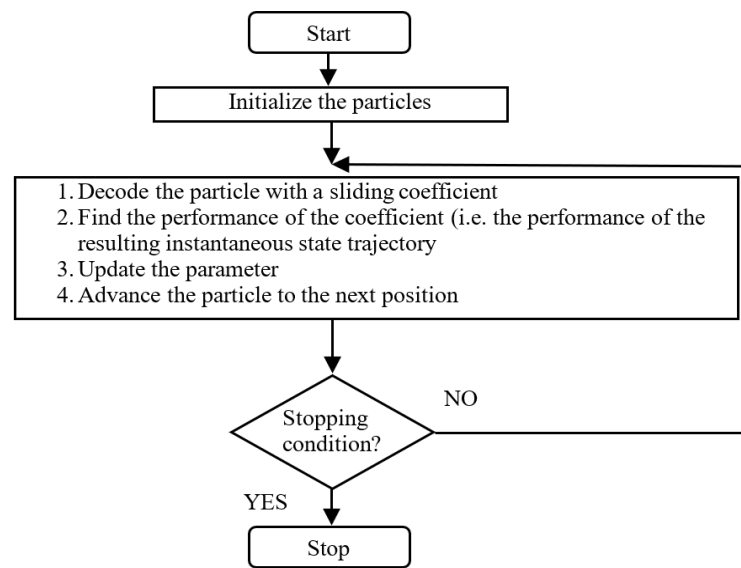 Start
Initialize the particles
1. Decode the particle with a sliding coefficient
2. Find the performance of the coefficient (i.e. the performance of the
resulting instantaneous state trajectory
3. Update the parameter
4. Advance the particle to the next position
Stopping
condition?
NO
YES
Stop